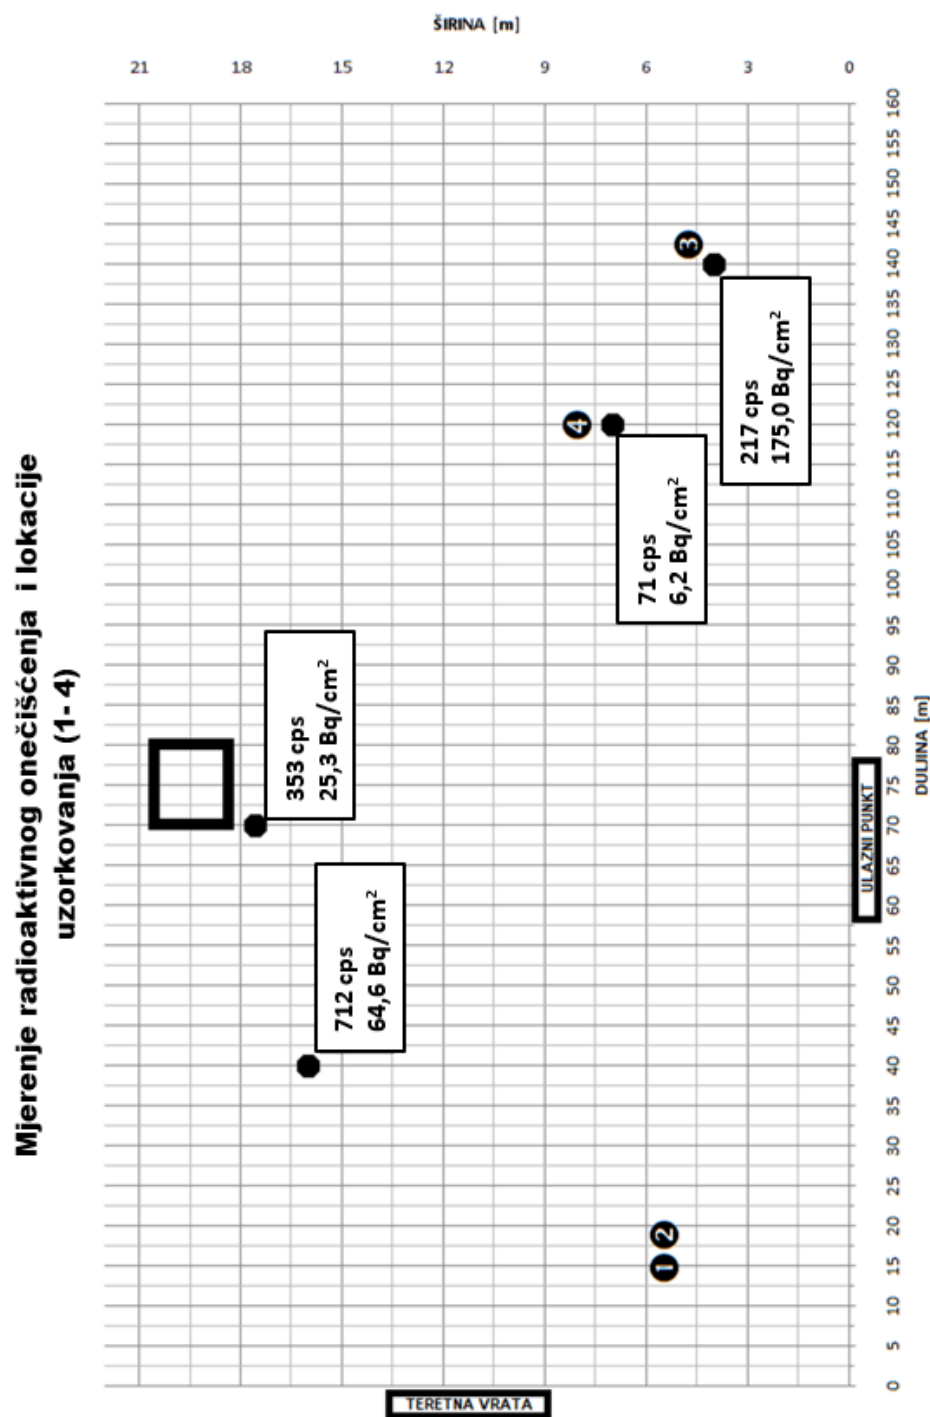 Mjerenje radioaktivnog onečišćenja i lokacije
uzorkovanja (1- 4)
ŠIRINA [m]
21 18 15 12 9 6 3 0
DULJINA [m]
0 5 10 15 20 25 30 35 40 45 50 55 60 65 70 75 80 85 90 95 100 105 110 115 120 125 130 135 140 145 150 155 160
712 cps
64,6 Bq/cm²
353 cps
25,3 Bq/cm²
71 cps
6,2 Bq/cm²
217 cps
175,0 Bq/cm²
1
2
3
4
ULAZNI PUNKT
TERETNA VRATA